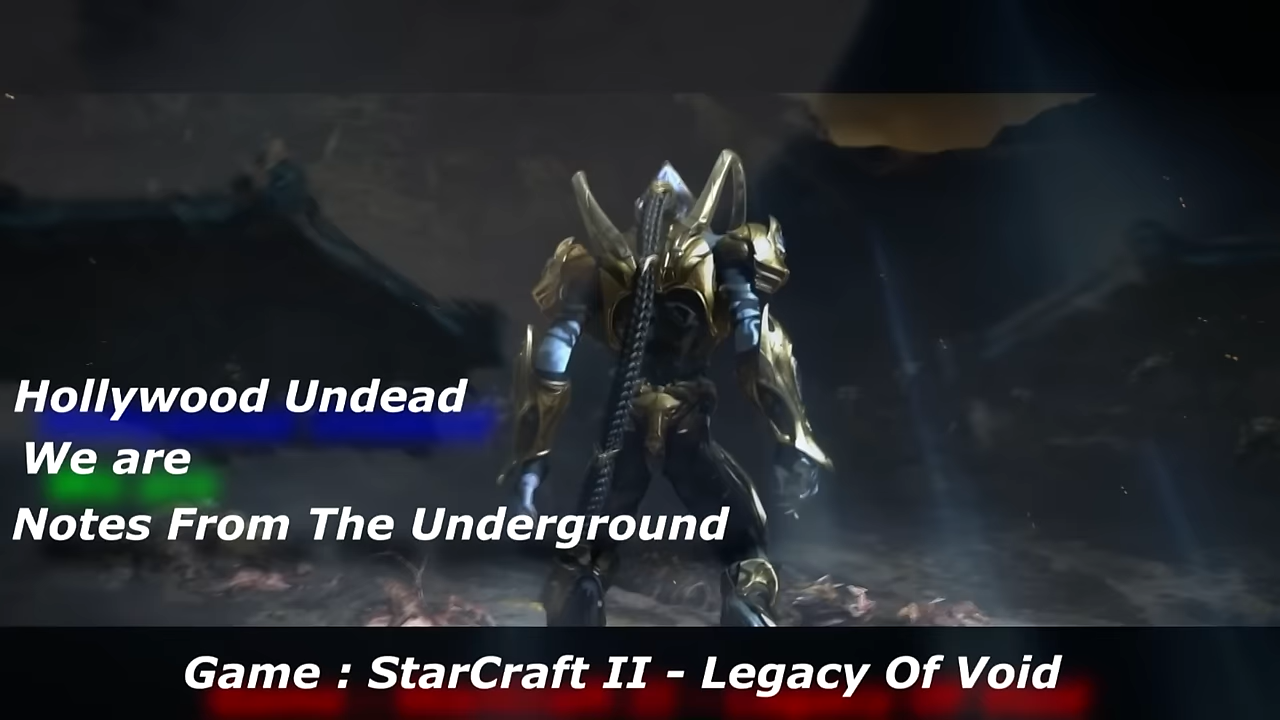 Hollywood Undead
We are
Notes From The Underground
Game : StarCraft II - Legacy Of Void